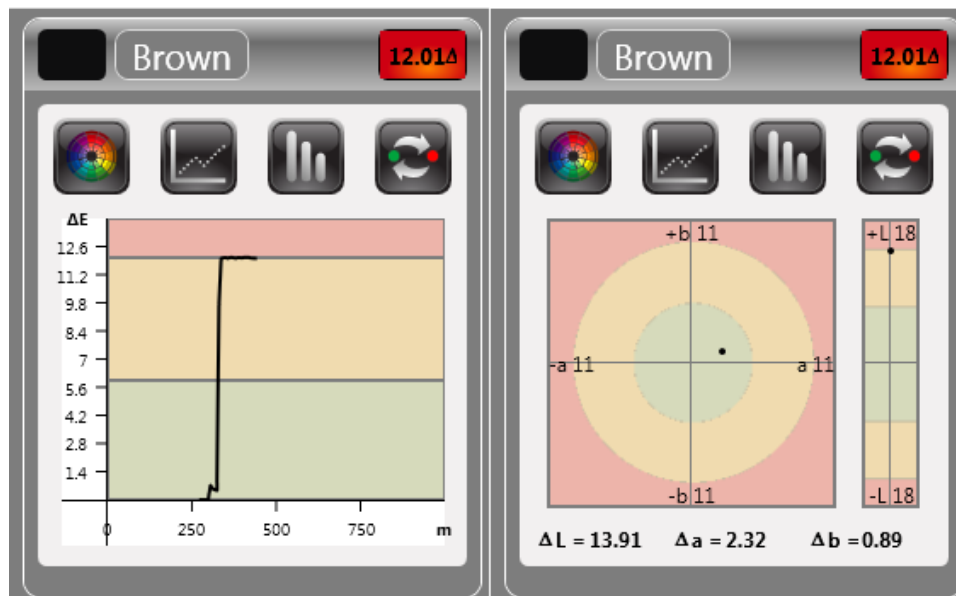 Brown
12.01Δ
ΔE
12.6
11.2
9.8
8.4
7
5.6
4.2
2.8
1.4
0 250 500 750 m
Brown
12.01Δ
+b 11
-a 11
a 11
-b 11
+L 18
-L 18
ΔL = 13.91 Δa = 2.32 Δb =0.89